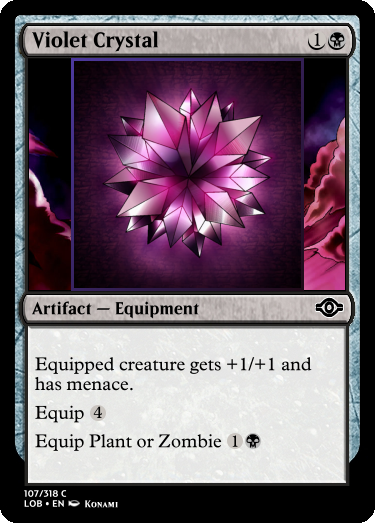 Violet Crystal 1
Artifact — Equipment
Equipped creature gets +1/+1 and
has menace.
Equip 4
Equip Plant or Zombie 1
107/318 C
LOB • EN Konami